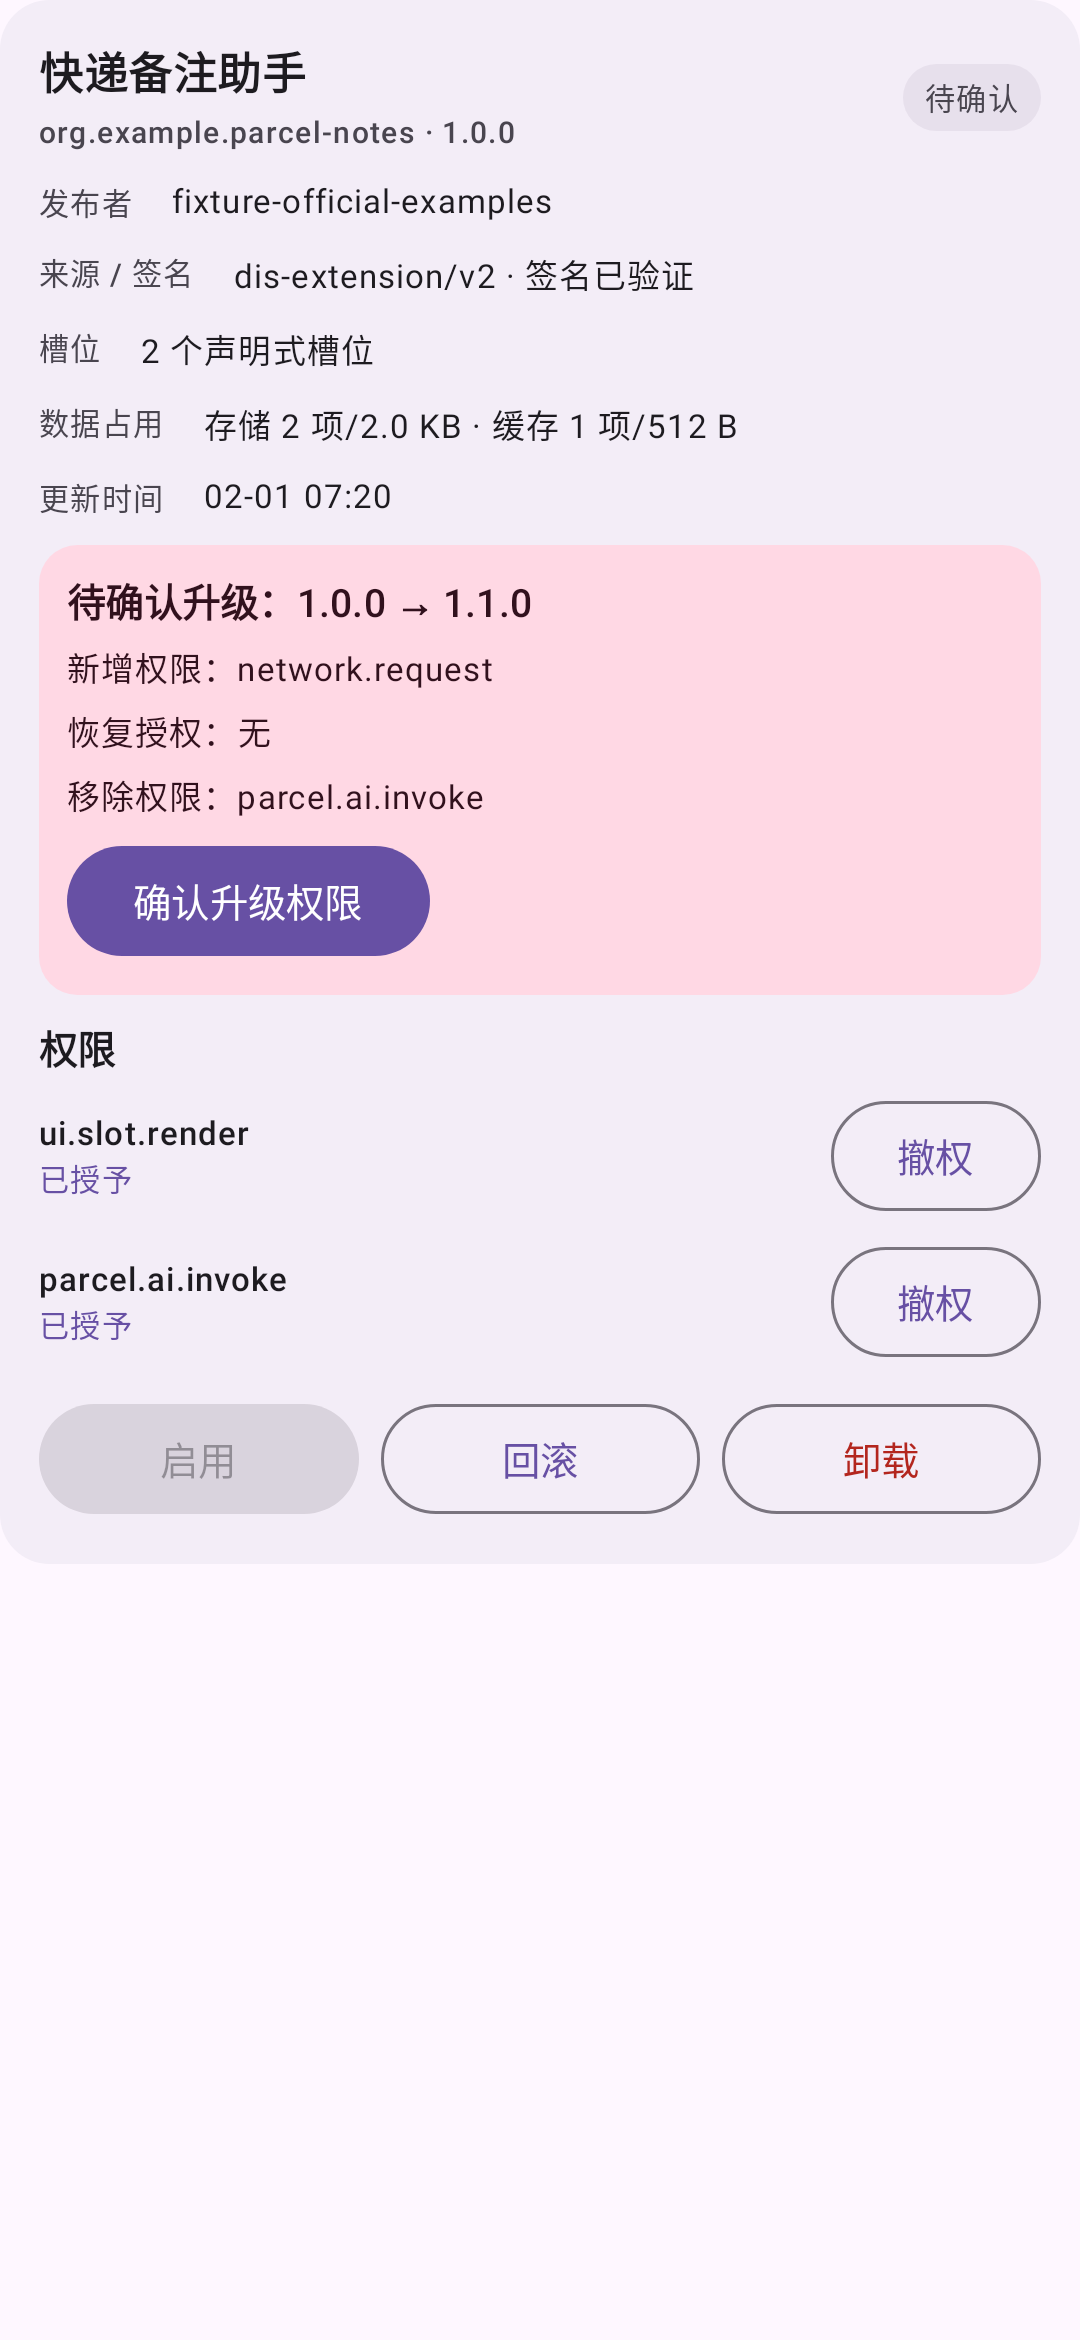 快递备注助手
待确认
org.example.parcel-notes · 1.0.0
发布者 fixture-official-examples
来源 / 签名 dis-extension/v2 · 签名已验证
槽位 2 个声明式槽位
数据占用 存储 2 项/2.0 KB · 缓存 1 项/512 B
更新时间 02-01 07:20
待确认升级：1.0.0 → 1.1.0
新增权限：network.request
恢复授权：无
移除权限：parcel.ai.invoke
确认升级权限
权限
ui.slot.render
已授予
撤权
parcel.ai.invoke
已授予
撤权
启用 回滚 卸载